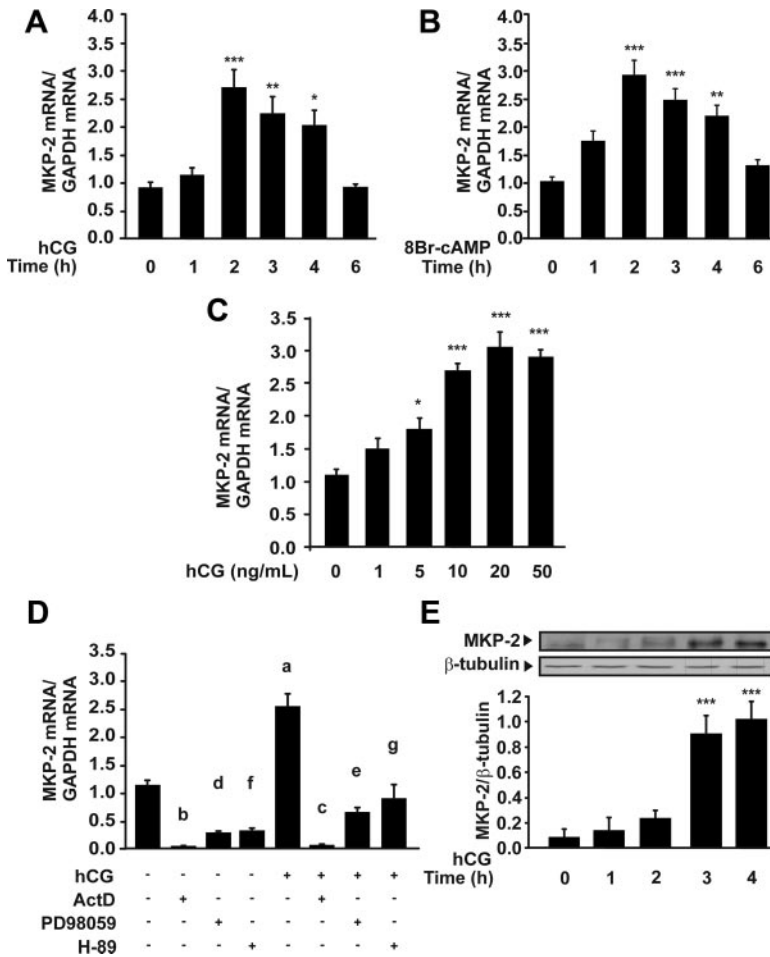 A
4.0
3.5
3.0
2.5
2.0
1.5
1.0
0.5
0.0
MKP-2 mRNA/
GAPDH mRNA
***
**
*
hCG
Time (h) 0 1 2 3 4 6
B
4.0
3.5
3.0
2.5
2.0
1.5
1.0
0.5
0.0
MKP-2 mRNA/
GAPDH mRNA
***
***
**
8Br-cAMP
Time (h) 0 1 2 3 4 6
C
3.5
3.0
2.5
2.0
1.5
1.0
0.5
0.0
MKP-2 mRNA/
GAPDH mRNA
*
***
***
***
hCG (ng/mL) 0 1 5 10 20 50
D
3.5
3.0
2.5
2.0
1.5
1.0
0.5
0.0
MKP-2 mRNA/
GAPDH mRNA
b d f a c e g
hCG - - - - + + + +
ActD - + - - - + - -
PD98059 - - + - - - + -
H-89 - - - + - - - +
E
MKP-2
β-tubulin
1.2
1.0
0.8
0.6
0.4
0.2
0.0
MKP-2/β-tubulin
***
***
hCG
Time (h) 0 1 2 3 4